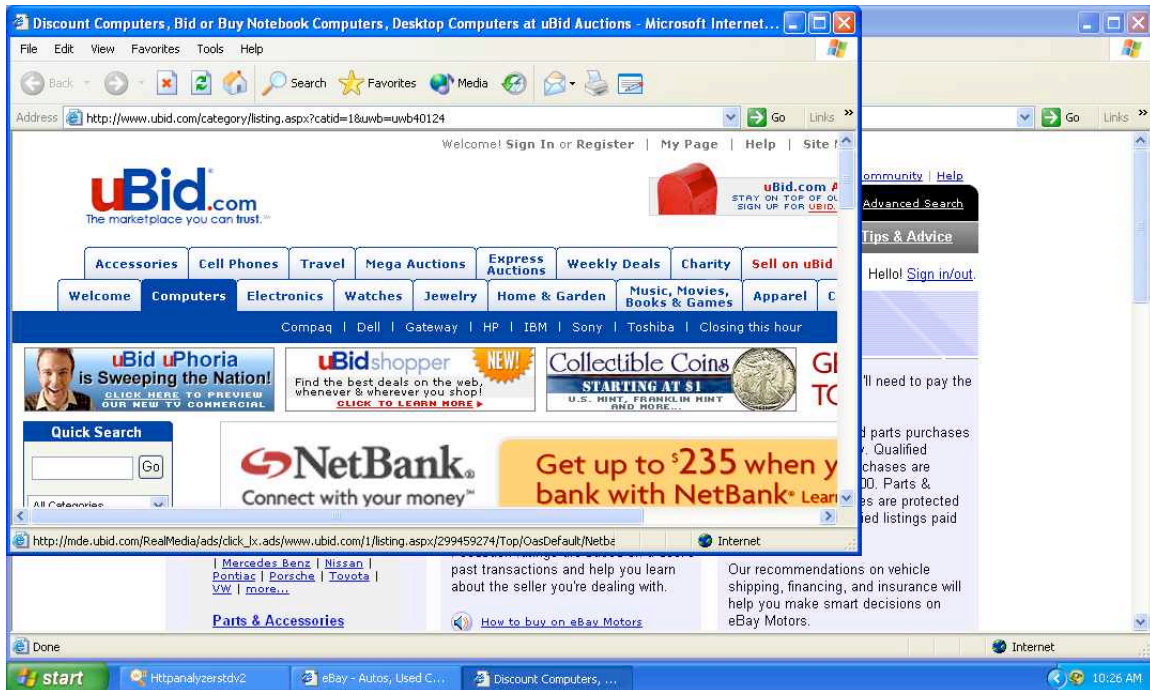 Discount Computers, Bid or Buy Notebook Computers, Desktop Computers at uBid Auctions - Microsoft Internet...
File Edit View Favorites Tools Help
Back Search Favorites Media
Address http://www.ubid.com/category/listing.aspx?catid=1&uwb=uwb40124 Go Links »
Go Links »
Welcome! Sign In or Register | My Page | Help | Site
uBid.com
The marketplace you can trust.
uBid.com
STAY ON TOP OF
SIGN UP FOR UBID.
Accessories Cell Phones Travel Mega Auctions Express Auctions Weekly Deals Charity Sell on uBid
Welcome Computers Electronics Watches Jewelry Home & Garden Music, Movies, Books & Games Apparel C
Compaq | Dell | Gateway | HP | IBM | Sony | Toshiba | Closing this hour
uBid uPhoria
is Sweeping the Nation!
CLICK HERE TO PREVIEW
OUR NEW TV COMMERCIAL
uBidshopper NEW!
Find the best deals on the web,
whenever & wherever you shop!
CLICK TO LEARN MORE
Collectible Coins
STARTING AT $1
U.S. MINT, FRANKLIN MINT
AND MORE...
Quick Search
Go
All Categories
NetBank®
Connect with your money℠
Get up to $235 when y
bank with NetBank® Lear
http://mde.ubid.com/RealMedia/ads/click_lx.ads/www.ubid.com/1/listing.aspx/299459274/Top/OasDefault/Netba
Internet
ommunity | Help
Advanced Search
Tips & Advice
Hello! Sign in/out.
'll need to pay the
d parts purchases
y. Qualified
chases are
00. Parts &
es are protected
ied listings paid
| Mercedes Benz | Nissan |
Pontiac | Porsche | Toyota |
VW | more...
Parts & Accessories
past transactions and help you learn
about the seller you're dealing with.
How to buy on eBay Motors
Our recommendations on vehicle
shipping, financing, and insurance will
help you make smart decisions on
eBay Motors.
Done Internet
start Httpanalyzerstdv2 eBay - Autos, Used C... Discount Computers, ... 10:26 AM